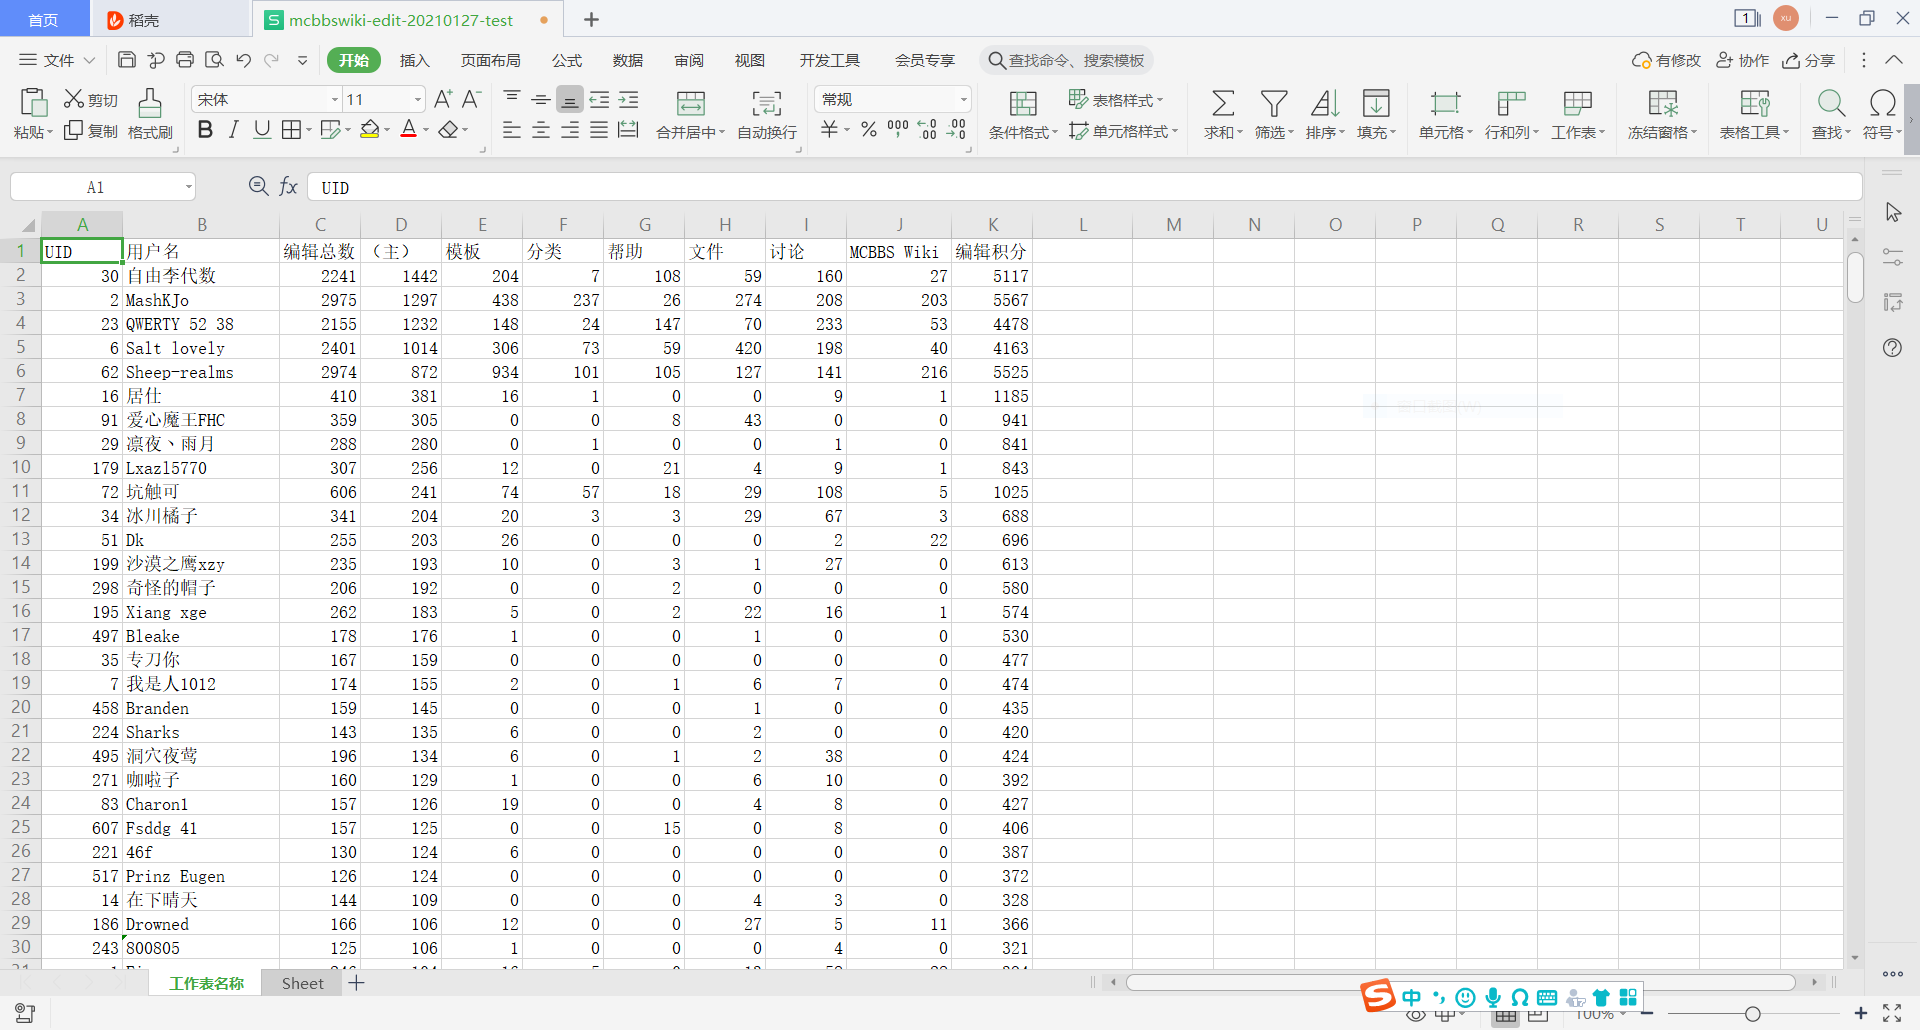 首页 稻壳 S mcbbswiki-edit-20210127-test 1 XU
文件 开始 插入 页面布局 公式 数据 审阅 视图 开发工具 会员专享 查找命令、搜索模板 有修改 协作 分享
粘贴 剪切 复制 格式刷 宋体 11 合并居中 自动换行 常规 条件格式 表格样式 单元格样式 求和 筛选 排序 填充 单元格 行和列 工作表 冻结窗格 表格工具 查找 符号
A1 fx UID
A B C D E F G H I J K L M N O P Q R S T U
1 UID 用户名 编辑总数 （主） 模板 分类 帮助 文件 讨论 MCBBS Wiki 编辑积分
2 30 自由李代数 2241 1442 204 7 108 59 160 27 5117
3 2 MashKJo 2975 1297 438 237 26 274 208 203 5567
4 23 QWERTY 52 38 2155 1232 148 24 147 70 233 53 4478
5 6 Salt lovely 2401 1014 306 73 59 420 198 40 4163
6 62 Sheep-realms 2974 872 934 101 105 127 141 216 5525
7 16 居仕 410 381 16 1 0 0 9 1 1185
8 91 爱心魔王FHC 359 305 0 0 8 43 0 0 941
9 29 凛夜丶雨月 288 280 0 1 0 0 1 0 841
10 179 Lxazl5770 307 256 12 0 21 4 9 1 843
11 72 坑触可 606 241 74 57 18 29 108 5 1025
12 34 冰川橘子 341 204 20 3 3 29 67 3 688
13 51 Dk 255 203 26 0 0 0 2 22 696
14 199 沙漠之鹰xzy 235 193 10 0 3 1 27 0 613
15 298 奇怪的帽子 206 192 0 0 2 0 0 0 580
16 195 Xiang xge 262 183 5 0 2 22 16 1 574
17 497 Bleake 178 176 1 0 0 1 0 0 530
18 35 专刀你 167 159 0 0 0 0 0 0 477
19 7 我是人1012 174 155 2 0 1 6 7 0 474
20 458 Branden 159 145 0 0 0 1 0 0 435
21 224 Sharks 143 135 6 0 0 2 0 0 420
22 495 洞穴夜莺 196 134 6 0 1 2 38 0 424
23 271 咖啦子 160 129 1 0 0 6 10 0 392
24 83 Charon1 157 126 19 0 0 4 8 0 427
25 607 Fsddg 41 157 125 0 0 15 0 8 0 406
26 221 46f 130 124 6 0 0 0 0 0 387
27 517 Prinz Eugen 126 124 0 0 0 0 0 0 372
28 14 在下晴天 144 109 0 0 0 4 3 0 328
29 186 Drowned 166 106 12 0 0 27 5 11 366
30 243 800805 125 106 1 0 0 0 4 0 321
工作表名称 Sheet
S 中
100%